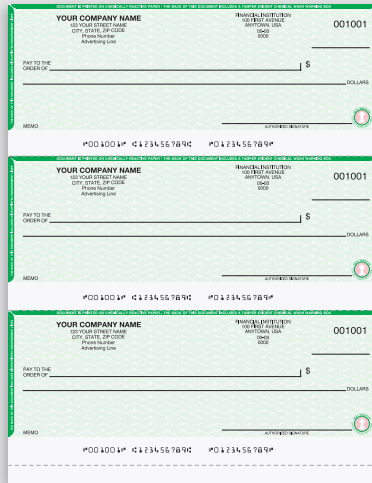 DOCUMENT IS PRINTED ON CHEMICALLY REACTIVE PAPER • THE BACK OF THIS DOCUMENT INCLUDES A TAMPER EVIDENT CHEMICAL WASH WARNING BOX
YOUR COMPANY NAME
123 YOUR STREET NAME
CITY, STATE, ZIP CODE
Phone Number
Advertising Line
FINANCIAL INSTITUTION
100 FIRST AVENUE
ANYTOWN, USA
00-00
0000
001001
PAY TO THE
ORDER OF
$
DOLLARS
MEMO
AUTHORIZED SIGNATURE
⑈001001⑈ ⑆123456789⑆ ⑈0123456789⑈
DOCUMENT IS PRINTED ON CHEMICALLY REACTIVE PAPER • THE BACK OF THIS DOCUMENT INCLUDES A TAMPER EVIDENT CHEMICAL WASH WARNING BOX
YOUR COMPANY NAME
123 YOUR STREET NAME
CITY, STATE, ZIP CODE
Phone Number
Advertising Line
FINANCIAL INSTITUTION
100 FIRST AVENUE
ANYTOWN, USA
00-00
0000
001001
PAY TO THE
ORDER OF
$
DOLLARS
MEMO
AUTHORIZED SIGNATURE
⑈001001⑈ ⑆123456789⑆ ⑈0123456789⑈
DOCUMENT IS PRINTED ON CHEMICALLY REACTIVE PAPER • THE BACK OF THIS DOCUMENT INCLUDES A TAMPER EVIDENT CHEMICAL WASH WARNING BOX
YOUR COMPANY NAME
123 YOUR STREET NAME
CITY, STATE, ZIP CODE
Phone Number
Advertising Line
FINANCIAL INSTITUTION
100 FIRST AVENUE
ANYTOWN, USA
00-00
0000
001001
PAY TO THE
ORDER OF
$
DOLLARS
MEMO
AUTHORIZED SIGNATURE
⑈001001⑈ ⑆123456789⑆ ⑈0123456789⑈